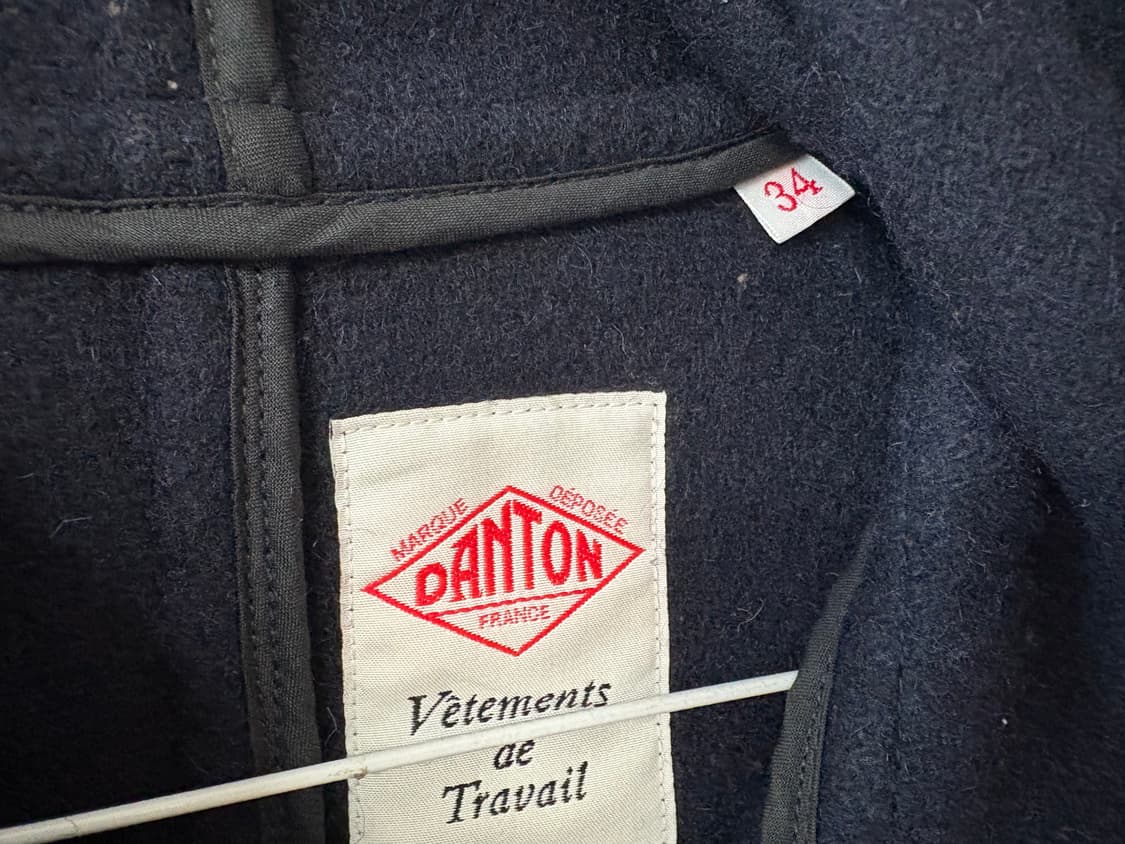 34
MARQUE DÉPOSÉE
DANTON
FRANCE
Vêtements
de
Travail